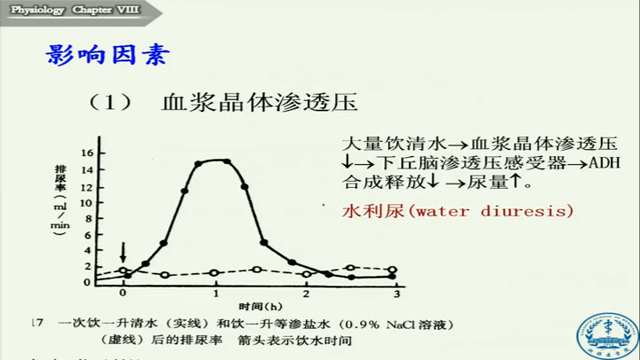 Physiology Chapter VIII
影响因素
（1） 血浆晶体渗透压
大量饮清水→血浆晶体渗透压
↓→下丘脑渗透压感受器→ADH
合成释放↓ →尿量↑。
水利尿(water diuresis)
排尿率（ml/min）
16
14
12
10
8
6
4
2
0
0 1 2 3
时间(h)
17 一次饮一升清水（实线）和饮一升等渗盐水（0.9% NaCl溶液）
（虚线）后的排尿率 箭头表示饮水时间